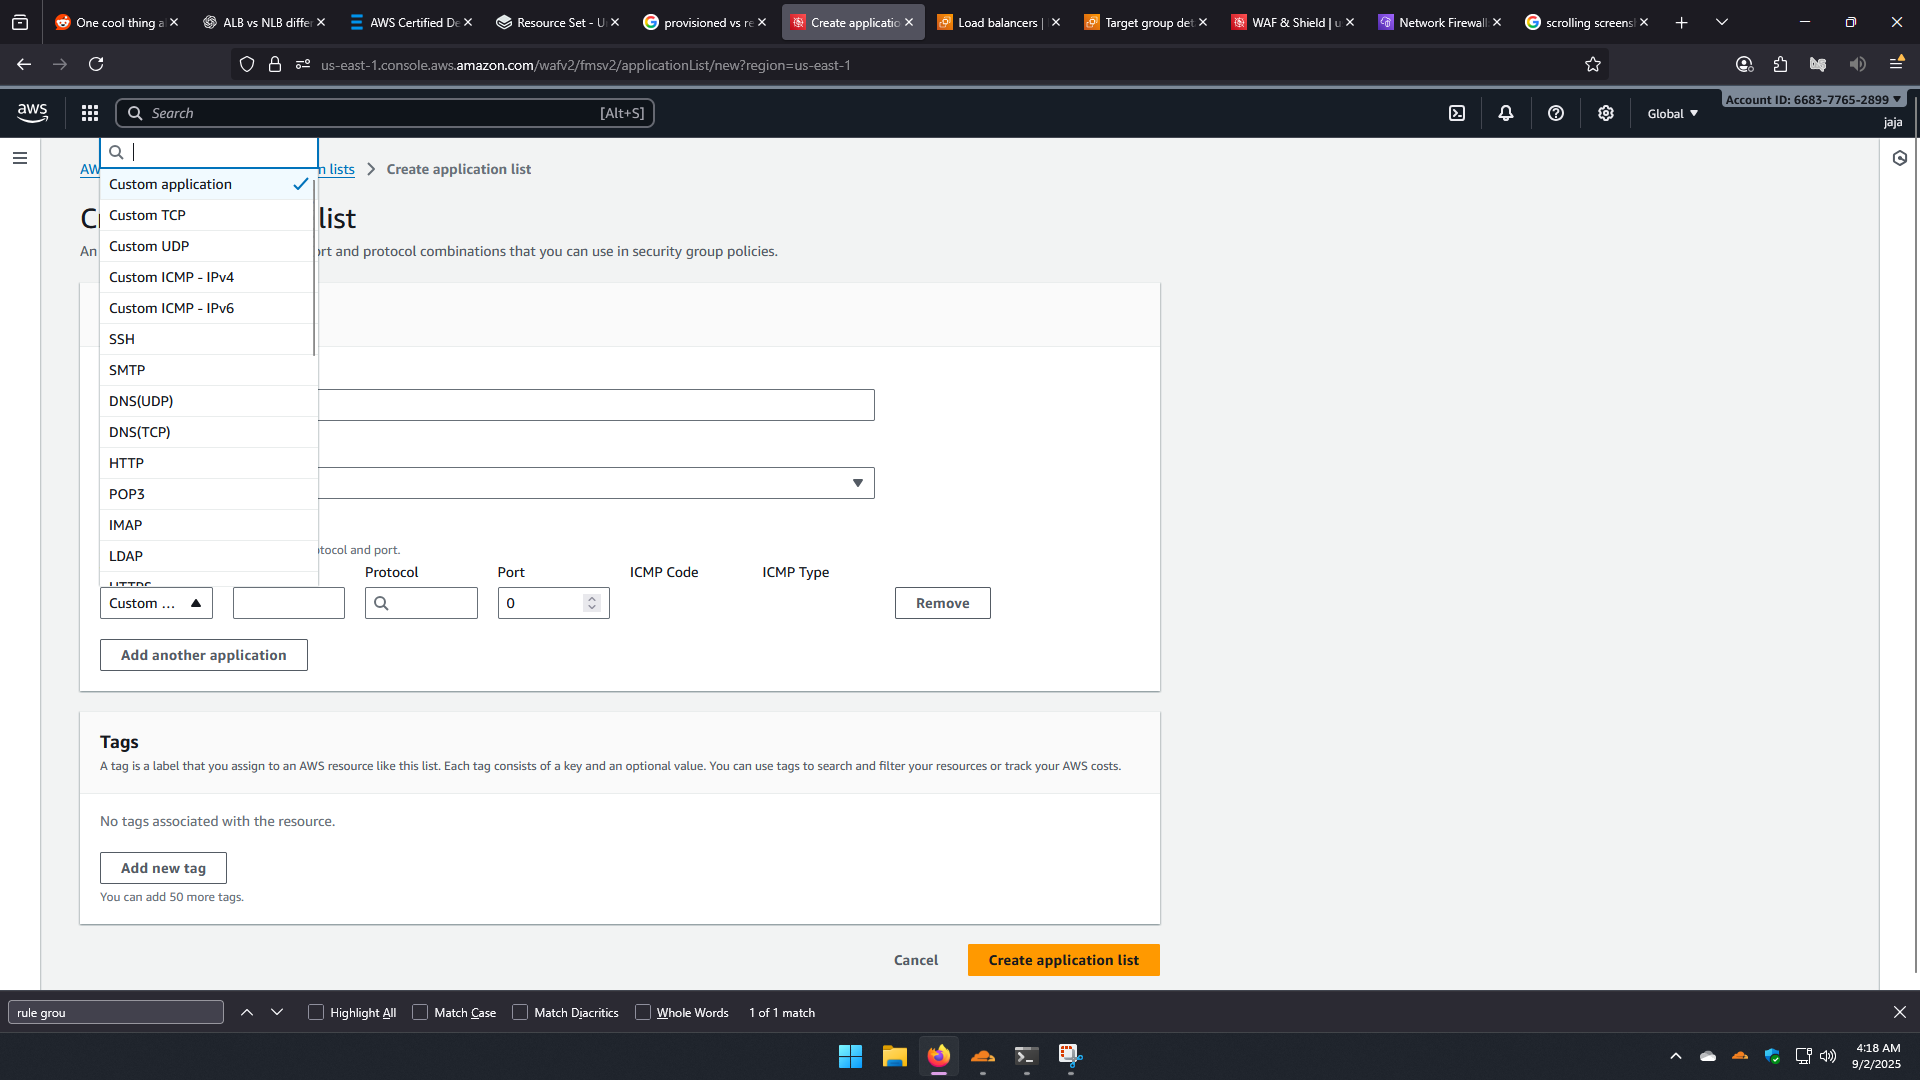 One cool thing a
ALB vs NLB differ
AWS Certified De
Resource Set - U
provisioned vs re
Create applicatio
Load balancers |
Target group det
WAF & Shield | u
Network Firewall
scrolling screensh
us-east-1.console.aws.amazon.com/wafv2/fmsv2/applicationList/new?region=us-east-1
aws
Search
[Alt+S]
Global
Account ID: 6683-7765-2899
jaja
AW
n lists
Create application list
list
An
rt and protocol combinations that you can use in security group policies.
Custom application
Custom TCP
Custom UDP
Custom ICMP - IPv4
Custom ICMP - IPv6
SSH
SMTP
DNS(UDP)
DNS(TCP)
HTTP
POP3
IMAP
LDAP
HTTPS
tocol and port.
Protocol
Port
ICMP Code
ICMP Type
Custom ...
0
Remove
Add another application
Tags
A tag is a label that you assign to an AWS resource like this list. Each tag consists of a key and an optional value. You can use tags to search and filter your resources or track your AWS costs.
No tags associated with the resource.
Add new tag
You can add 50 more tags.
Cancel
Create application list
rule grou
Highlight All
Match Case
Match Diacritics
Whole Words
1 of 1 match
4:18 AM
9/2/2025